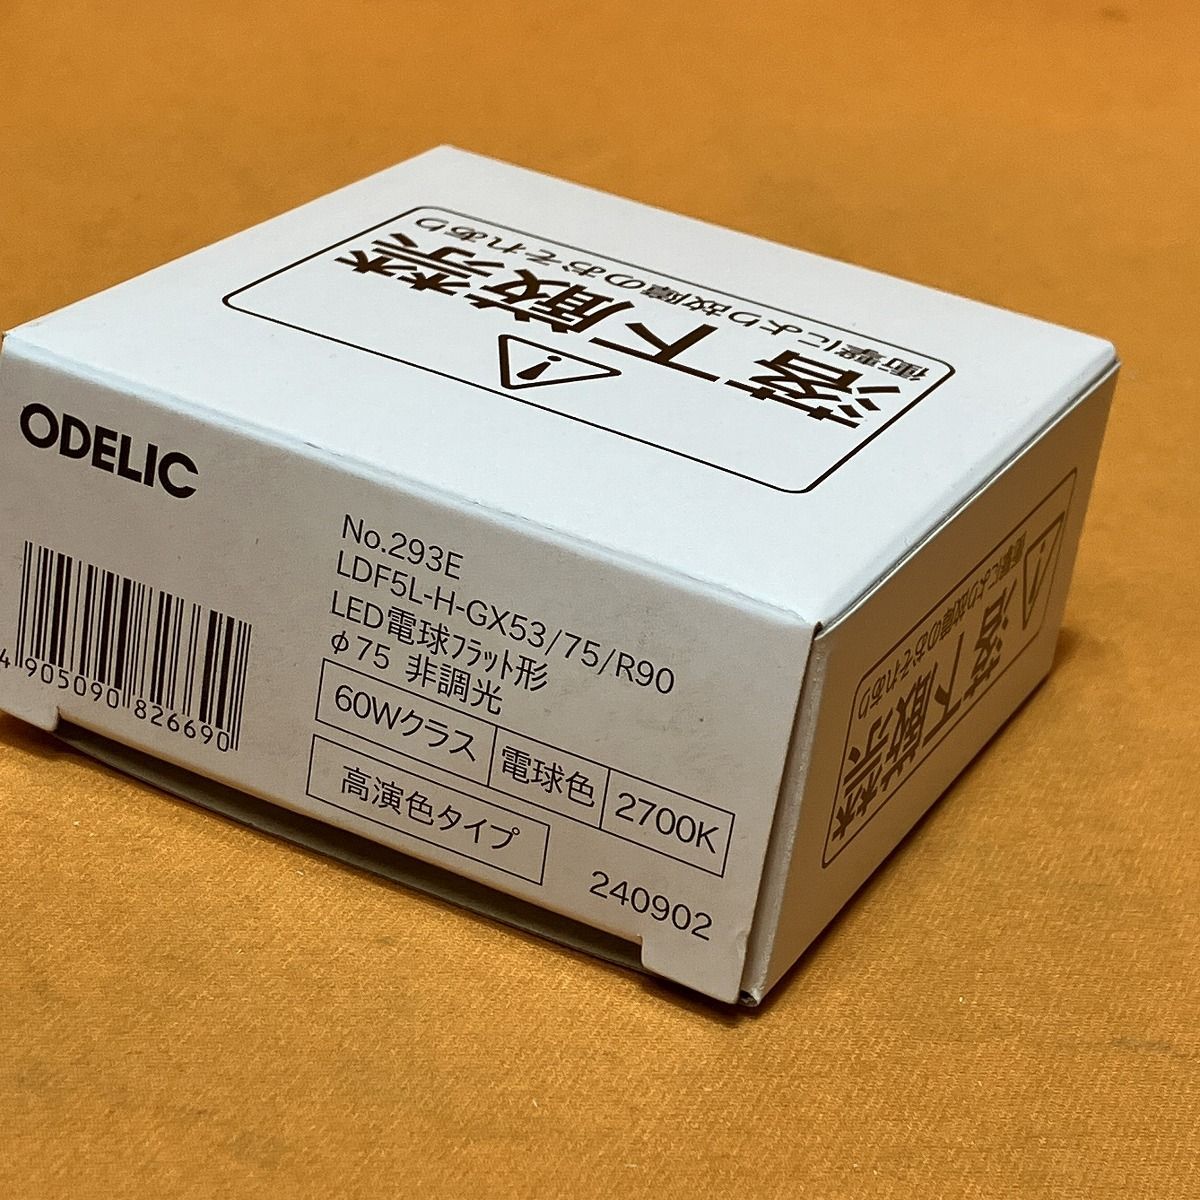 落下厳禁
衝撃により故障のおそれあり
ODELIC
4 905090 826690
No.293E
LDF5L-H-GX53/75/R90
LED電球フラット形
φ75 非調光
60Wクラス 電球色 2700K
高演色タイプ
240902
落下厳禁
衝撃により故障のおそれあり